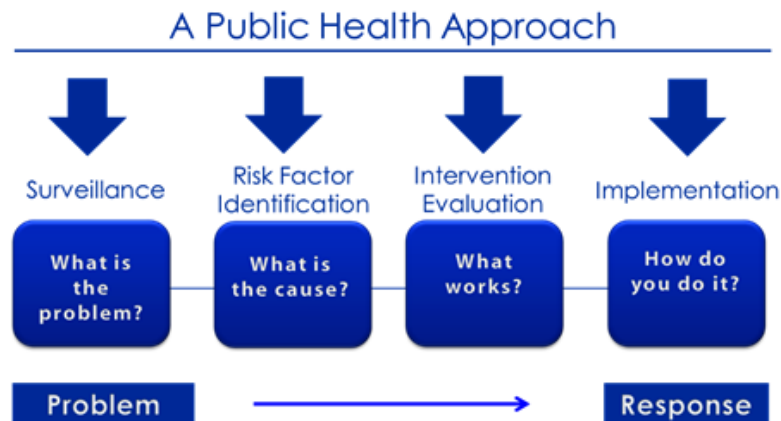 A Public Health Approach
Surveillance
Risk Factor
Identification
Intervention
Evaluation
Implementation
What is
the
problem?
What is
the cause?
What
works?
How do
you do it?
Problem
Response